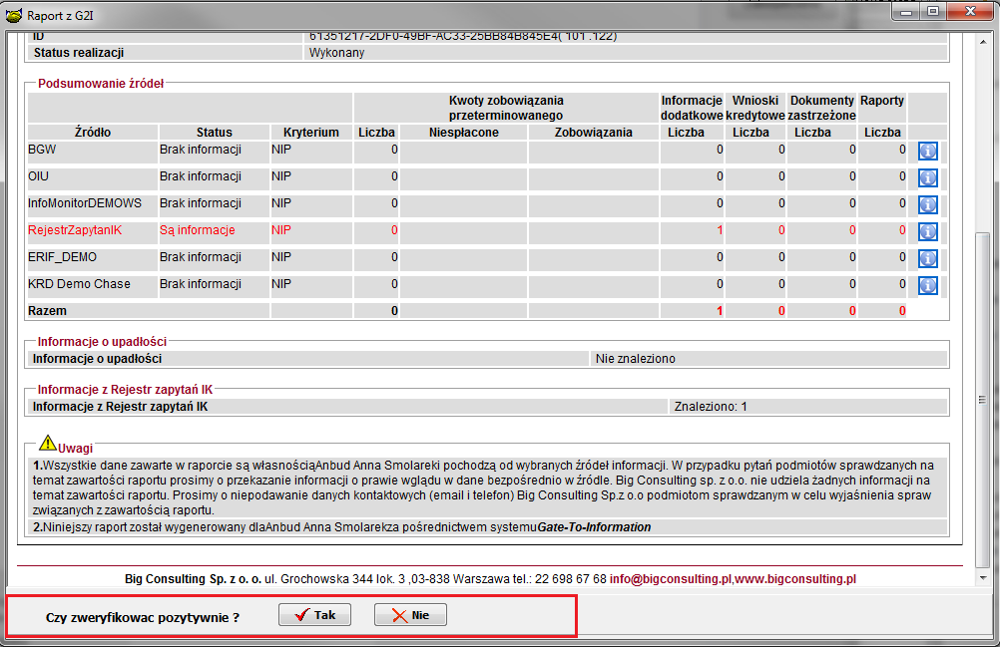 Raport z G2I
ID 61351217-2DF0-49BF-AC33-25BB84B845E4( 101 .122)
Status realizacji Wykonany
Podsumowanie źródeł
Kwoty zobowiązania przeterminowanego Informacje dodatkowe Wnioski kredytowe Dokumenty zastrzeżone Raporty
Źródło Status Kryterium Liczba Niespłacone Zobowiązania Liczba Liczba Liczba Liczba
BGW Brak informacji NIP 0 0 0 0 0
OIU Brak informacji NIP 0 0 0 0 0
InfoMonitorDEMOWS Brak informacji NIP 0 0 0 0 0
RejestrZapytanIK Są informacje NIP 0 1 0 0 0
ERIF_DEMO Brak informacji NIP 0 0 0 0 0
KRD Demo Chase Brak informacji NIP 0 0 0 0 0
Razem 0 1 0 0 0
Informacje o upadłości
Informacje o upadłości Nie znaleziono
Informacje z Rejestr zapytań IK
Informacje z Rejestr zapytań IK Znaleziono: 1
Uwagi
1.Wszystkie dane zawarte w raporcie są własnościąAnbud Anna Smolareki pochodzą od wybranych źródeł informacji. W przypadku pytań podmiotów sprawdzanych na
temat zawartości raportu prosimy o przekazanie informacji o prawie wglądu w dane bezpośrednio w źródle. Big Consulting sp. z o.o. nie udziela żadnych informacji na
temat zawartości raportu. Prosimy o niepodawanie danych kontaktowych (email i telefon) Big Consulting Sp.z o.o podmiotom sprawdzanym w celu wyjaśnienia spraw
związanych z zawartością raportu.
2.Niniejszy raport został wygenerowany dlaAnbud Anna Smolarekza pośrednictwem systemuGate-To-Information
Big Consulting Sp. z o. o. ul. Grochowska 344 lok. 3 ,03-838 Warszawa tel.: 22 698 67 68 info@bigconsulting.pl,www.bigconsulting.pl
Czy zweryfikowac pozytywnie ? Tak Nie